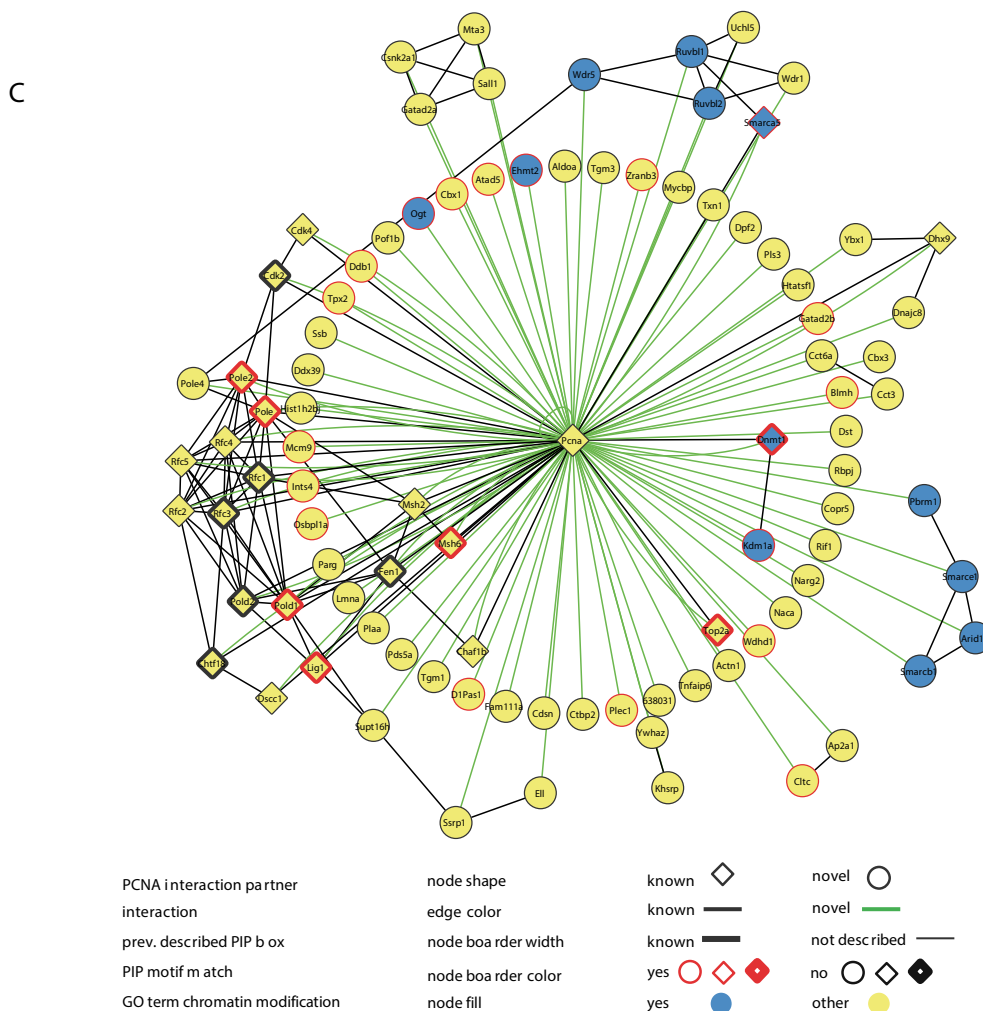 C
Mta3
Uchl5
Csnk2a1
Ruvbl1
Sall1
Wdr5
Wdr1
Gatad2a
Ruvbl2
Smarca5
Ehmt2
Aldoa
Tgm3
Zranb3
Atad5
Mycbp
Cbx1
Txn1
Ogt
Dpf2
Cdk4
Pof1b
Ybx1
Dhx9
Pls3
Ddb1
Cdk2
Htatsf1
Tpx2
Gatad2b
Dnajc8
Ssb
Cct6a
Cbx3
Ddx39
Pole2
Pole4
Blmh
Cct3
Pole
Hist1h2bj
Dst
Rfc4
Mcm9
Pcna
Dnmt1
Rfc5
Rbpj
Rfc1
Ints4
Pbrm1
Rfc2
Rfc3
Msh2
Copr5
Osbpl1a
Msh6
Kdm1a
Rif1
Parg
Fen1
Narg2
Smarce1
Pold2
Pold1
Lmna
Naca
Plaa
Top2a
Wdhd1
Arid1
Chtf18
Lig1
Pds5a
Chaf1b
Actn1
Smarcb1
Dscc1
Tgm1
D1Pas1
Tnfaip6
Supt16h
Fam111a
Cdsn
Ctbp2
Plec1
638031
Ywhaz
Ap2a1
Cltc
Khsrp
Ell
Ssrp1
PCNA interaction partner node shape known novel
interaction edge color known novel
prev. described PIP box node boarder width known not described
PIP motif match node boarder color yes no
GO term chromatin modification node fill yes other